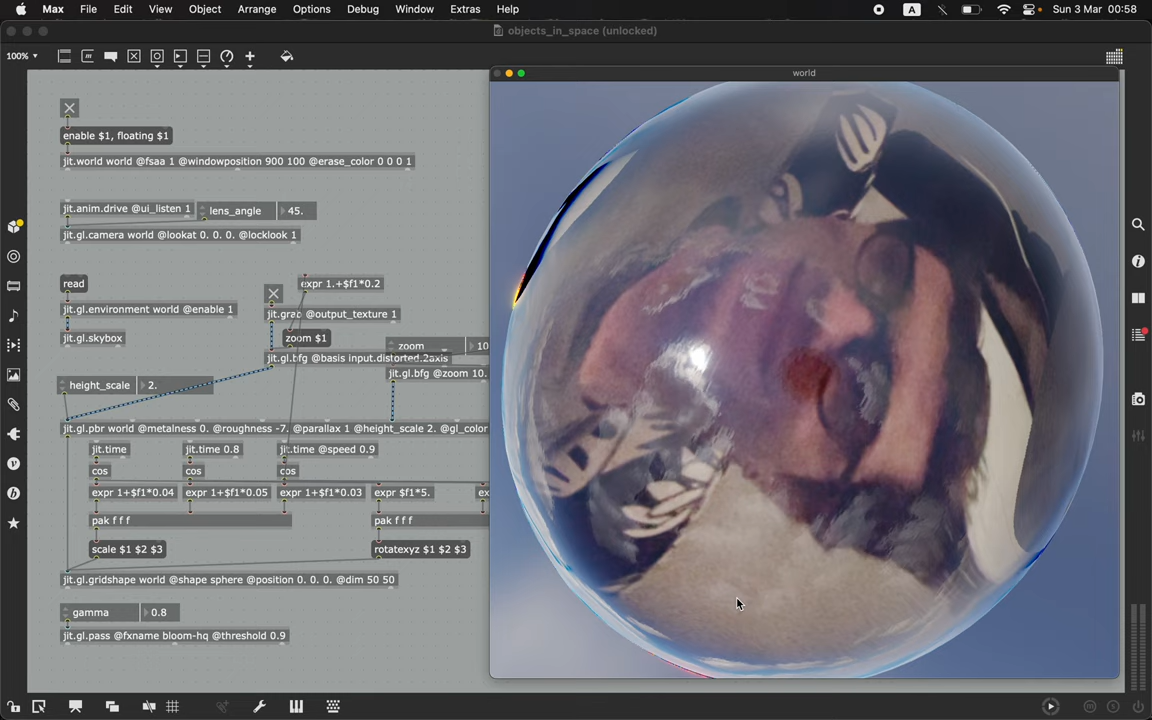 Max File Edit View Object Arrange Options Debug Window Extras Help A Sun 3 Mar 00:58
objects_in_space (unlocked)
100%
world
enable $1, floating $1
jit.world world @fsaa 1 @windowposition 900 100 @erase_color 0 0 0 1
jit.anim.drive @ui_listen 1 lens_angle 45.
jit.gl.camera world @lookat 0. 0. 0. @locklook 1
read expr 1.+$f1*0.2
jit.gl.environment world @enable 1 jit.grab @output_texture 1
jit.gl.skybox zoom $1 zoom 10
jit.gl.bfg @basis input.distorted.2axis
jit.gl.bfg @zoom 10.
height_scale 2.
jit.gl.pbr world @metalness 0. @roughness -7. @parallax 1 @height_scale 2. @gl_color
jit.time jit.time 0.8 jit.time @speed 0.9
cos cos cos
expr 1+$f1*0.04 expr 1+$f1*0.05 expr 1+$f1*0.03 expr $f1*5. ex
pak f f f pak f f f
scale $1 $2 $3 rotatexyz $1 $2 $3
jit.gl.gridshape world @shape sphere @position 0. 0. 0. @dim 50 50
gamma 0.8
jit.gl.pass @fxname bloom-hq @threshold 0.9